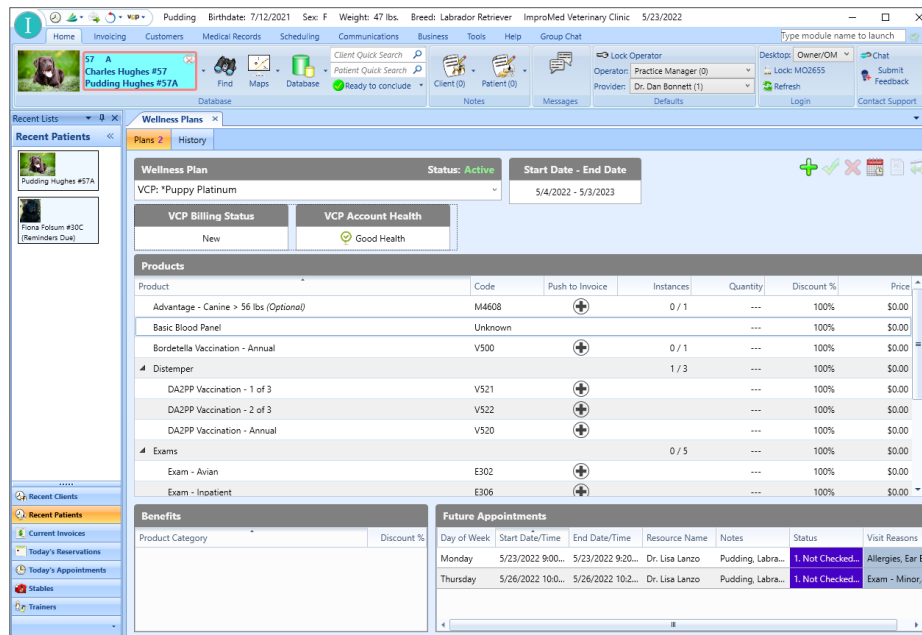 I VCP Pudding Birthdate: 7/12/2021 Sex: F Weight: 47 lbs. Breed: Labrador Retriever ImproMed Veterinary Clinic 5/23/2022
Home Invoicing Customers Medical Records Scheduling Communications Business Tools Help Group Chat Type module name to launch
57 A
Charles Hughes #57
Pudding Hughes #57A
Find Maps Database
Client Quick Search
Patient Quick Search
Ready to conclude
Client (0) Patient (0)
Lock Operator
Operator: Practice Manager (0)
Provider: Dr. Dan Bonnett (1)
Desktop: Owner/OM
Lock: MO2655
Refresh
Chat
Submit
Feedback
Database Notes Messages Defaults Login Contact Support
Recent Lists
Recent Patients
Pudding Hughes #57A
Fiona Folsum #30C
(Reminders Due)
Recent Clients
Recent Patients
Current Invoices
Today's Reservations
Today's Appointments
Stables
Trainers
Wellness Plans
Plans 2 History
Wellness Plan Status: Active
VCP: *Puppy Platinum
Start Date - End Date
5/4/2022 - 5/3/2023
VCP Billing Status
New
VCP Account Health
Good Health
Products
Product Code Push to Invoice Instances Quantity Discount % Price
Advantage - Canine > 56 lbs (Optional) M4608 0 / 1 --- 100% $0.00
Basic Blood Panel Unknown --- 100% $0.00
Bordetella Vaccination - Annual V500 0 / 1 --- 100% $0.00
Distemper 1 / 3 --- 100% $0.00
DA2PP Vaccination - 1 of 3 V521 --- 100% $0.00
DA2PP Vaccination - 2 of 3 V522 --- 100% $0.00
DA2PP Vaccination - Annual V520 --- 100% $0.00
Exams 0 / 5 --- 100% $0.00
Exam - Avian E302 --- 100% $0.00
Exam - Inpatient E306 --- 100% $0.00
Benefits
Product Category Discount %
Future Appointments
Day of Week Start Date/Time End Date/Time Resource Name Notes Status Visit Reasons
Monday 5/23/2022 9:00... 5/23/2022 9:20... Dr. Lisa Lanzo Pudding, Labra... 1. Not Checked... Allergies, Ear
Thursday 5/26/2022 10:0... 5/26/2022 10:2... Dr. Lisa Lanzo Pudding, Labra... 1. Not Checked... Exam - Minor,